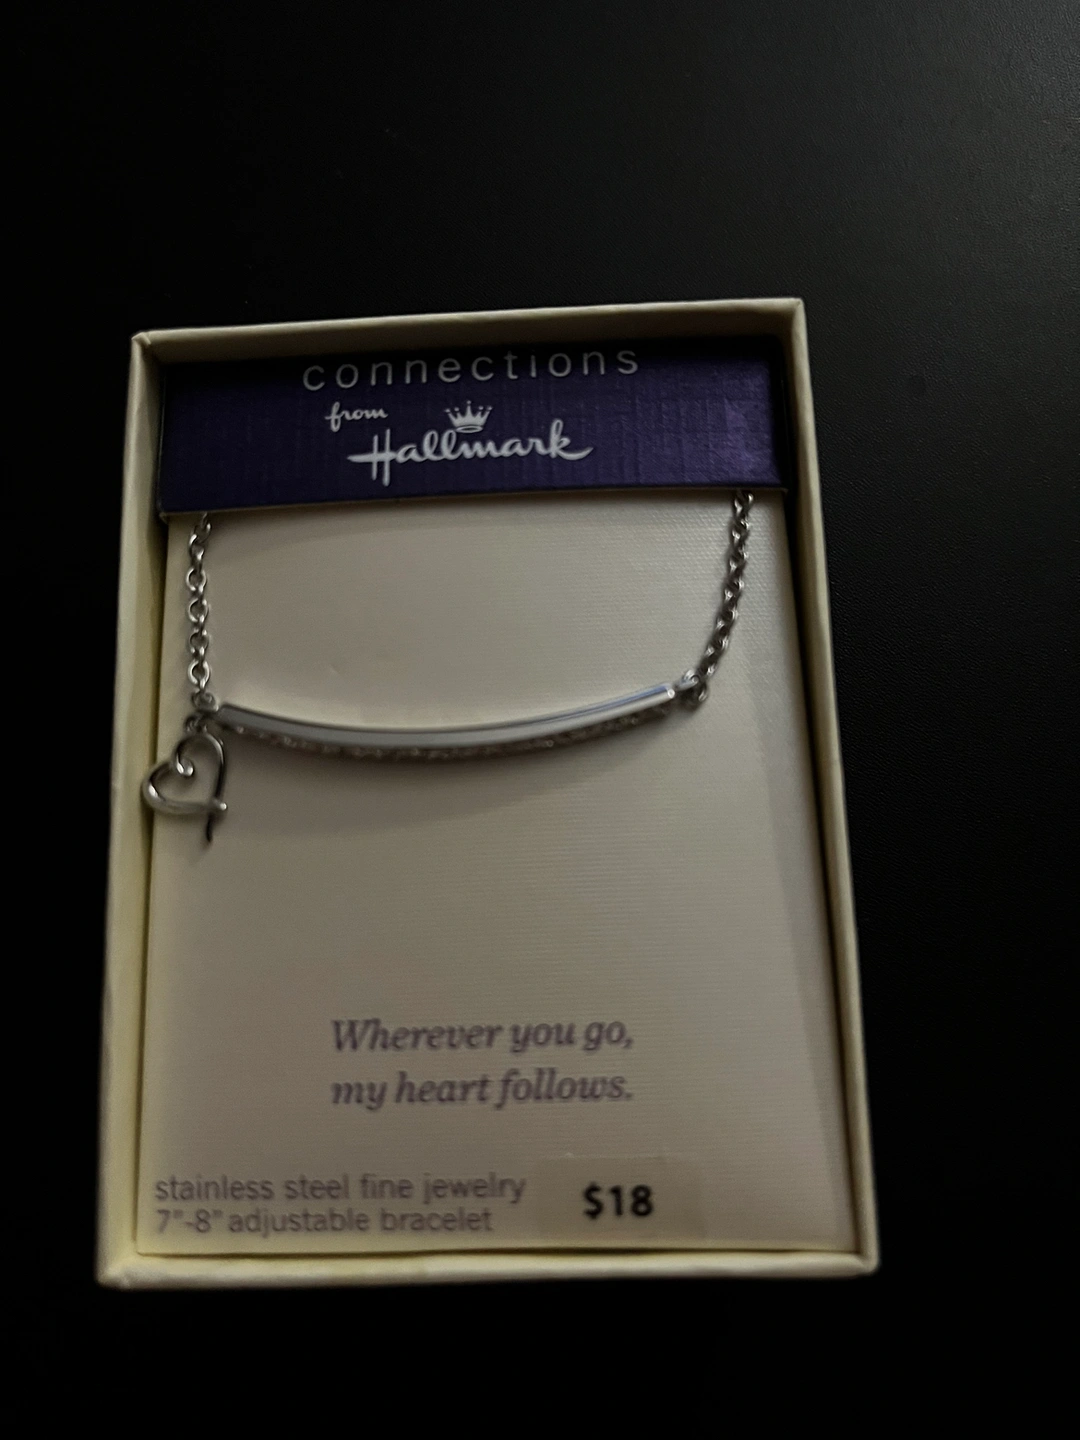 connections
from
Hallmark
Wherever you go,
my heart follows.
stainless steel fine jewelry
7"-8" adjustable bracelet
$18